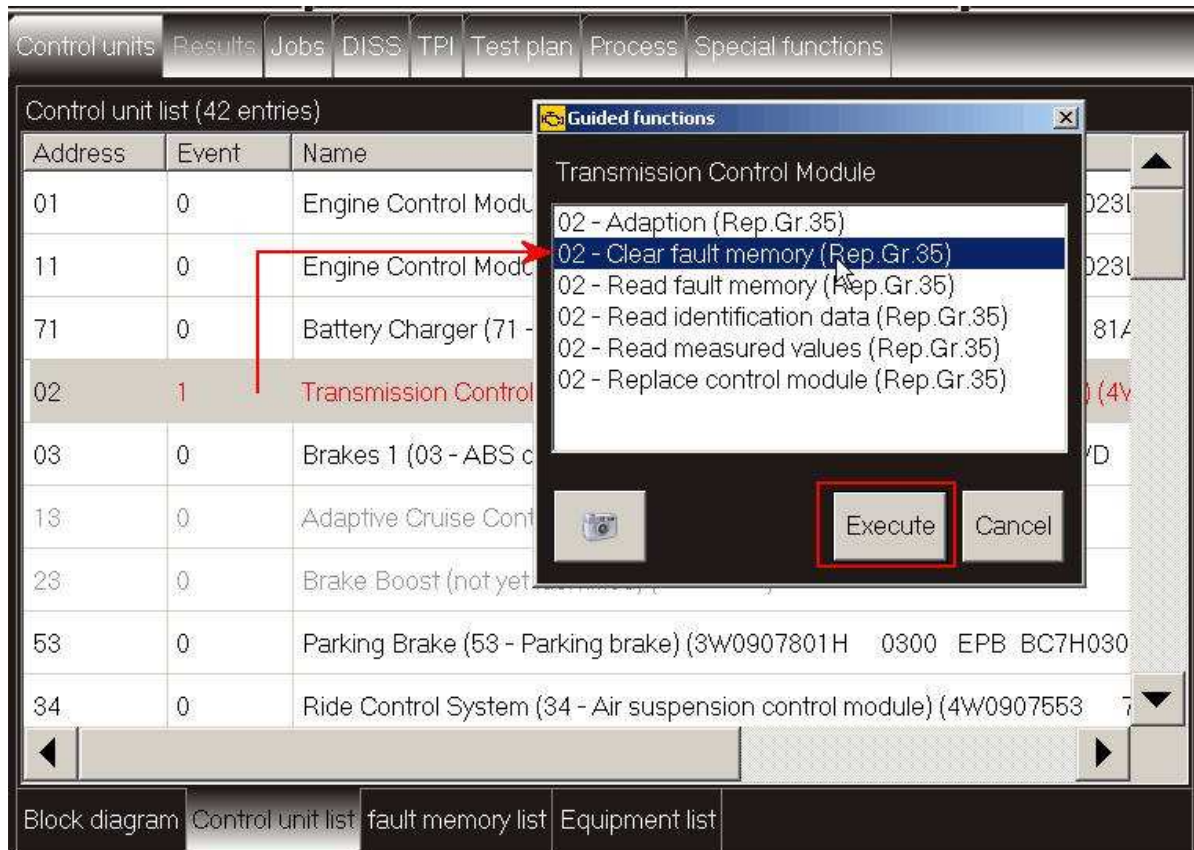 Control units Results Jobs DISS TPI Test plan Process Special functions
Control unit list (42 entries)
Address Event Name
01 0 Engine Control Modu
11 0 Engine Control Modu
71 0 Battery Charger (71 - 81A
02 1 Transmission Control ) (4V
03 0 Brakes 1 (03 - ABS c
13 0 Adaptive Cruise Cont
23 0 Brake Boost (not yet
53 0 Parking Brake (53 - Parking brake) (3W0907801H 0300 EPB BC7H030
34 0 Ride Control System (34 - Air suspension control module) (4W0907553
Guided functions
Transmission Control Module
02 - Adaption (Rep.Gr.35)
02 - Clear fault memory (Rep.Gr.35)
02 - Read fault memory (Rep.Gr.35)
02 - Read identification data (Rep.Gr.35)
02 - Read measured values (Rep.Gr.35)
02 - Replace control module (Rep.Gr.35)
Execute Cancel
Block diagram Control unit list fault memory list Equipment list